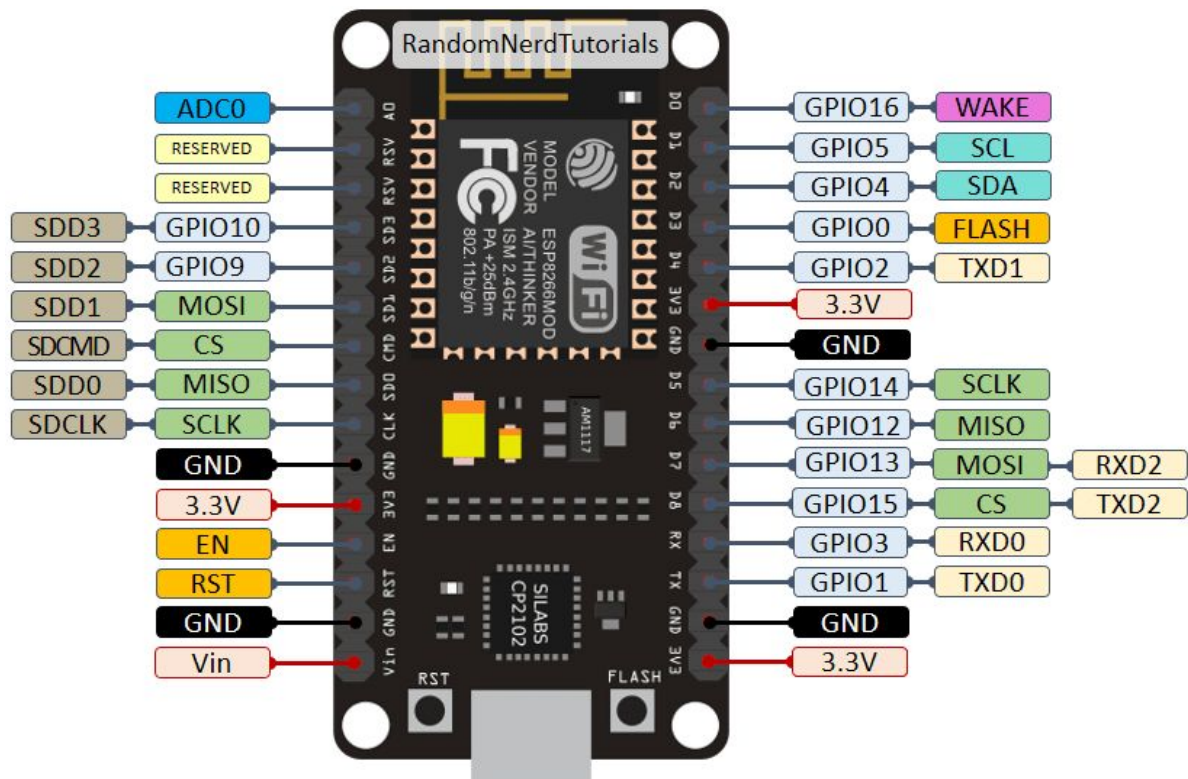 RandomNerdTutorials
ADC0
RESERVED
RESERVED
SDD3 GPIO10
SDD2 GPIO9
SDD1 MOSI
SDCMD CS
SDD0 MISO
SDCLK SCLK
GND
3.3V
EN
RST
GND
Vin
A0
RSV
RSV
SD3
SD2
SD1
CMD
SD0
CLK
GND
3V3
EN
RST
GND
Vin
MODEL
VENDOR
ESP8266MOD
AI/THINKER
ISM 2.4GHz
PA +25dBm
802.11b/g/n
FC
Wi Fi
AM1117
SILABS
CP2102
RST
FLASH
D0
D1
D2
D3
D4
3V3
GND
D5
D6
D7
D8
RX
TX
GND
3V3
GPIO16 WAKE
GPIO5 SCL
GPIO4 SDA
GPIO0 FLASH
GPIO2 TXD1
3.3V
GND
GPIO14 SCLK
GPIO12 MISO
GPIO13 MOSI RXD2
GPIO15 CS TXD2
GPIO3 RXD0
GPIO1 TXD0
GND
3.3V